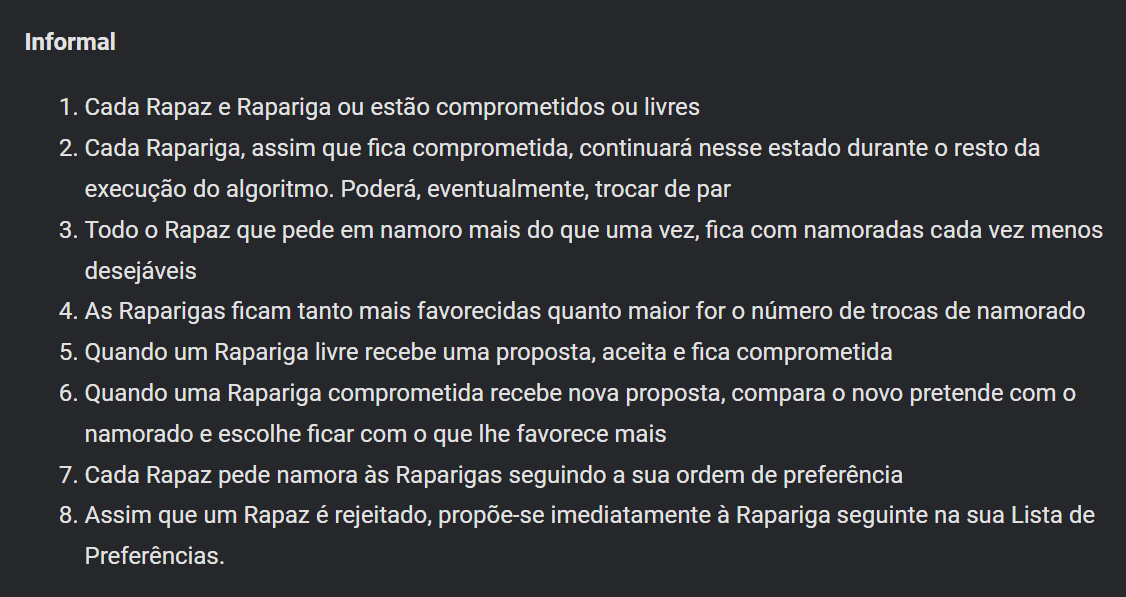 Informal
1. Cada Rapaz e Rapariga ou estão comprometidos ou livres
2. Cada Rapariga, assim que fica comprometida, continuará nesse estado durante o resto da
execução do algoritmo. Poderá, eventualmente, trocar de par
3. Todo o Rapaz que pede em namoro mais do que uma vez, fica com namoradas cada vez menos
desejáveis
4. As Raparigas ficam tanto mais favorecidas quanto maior for o número de trocas de namorado
5. Quando um Rapariga livre recebe uma proposta, aceita e fica comprometida
6. Quando uma Rapariga comprometida recebe nova proposta, compara o novo pretende com o
namorado e escolhe ficar com o que lhe favorece mais
7. Cada Rapaz pede namora às Raparigas seguindo a sua ordem de preferência
8. Assim que um Rapaz é rejeitado, propõe-se imediatamente à Rapariga seguinte na sua Lista de
Preferências.